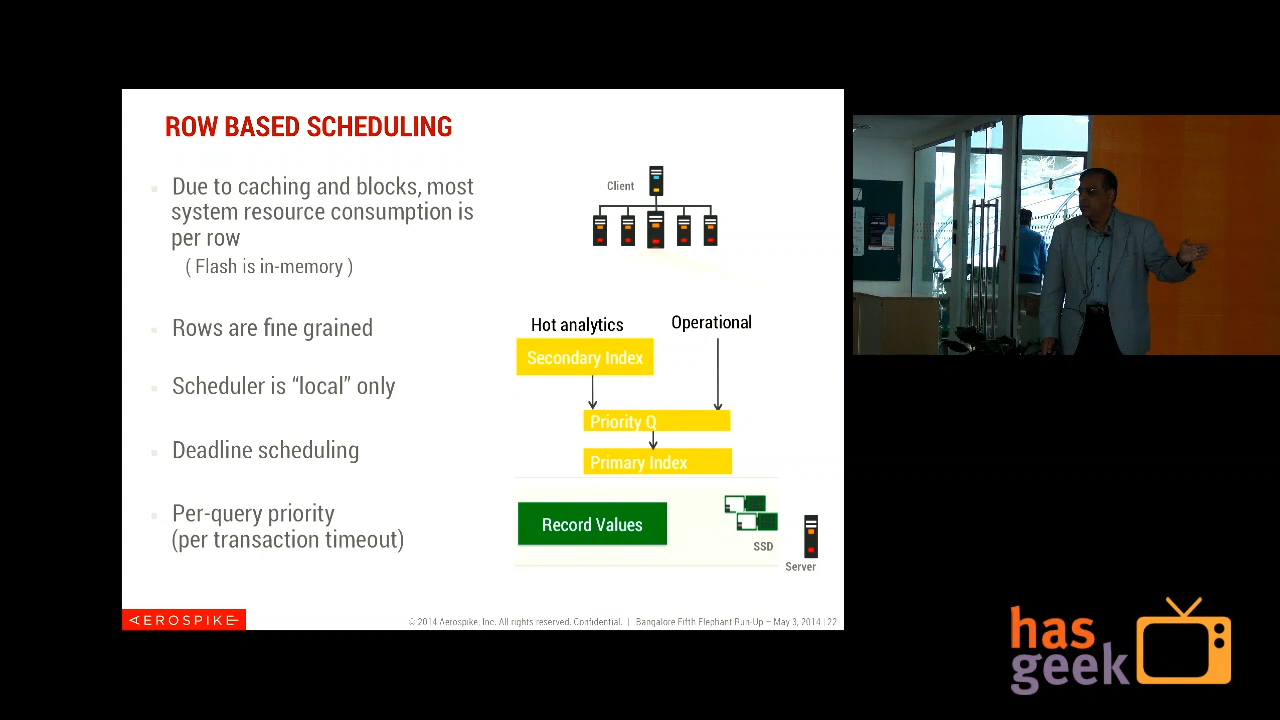 ROW BASED SCHEDULING
Due to caching and blocks, most
system resource consumption is
per row
( Flash is in-memory )
Rows are fine grained
Scheduler is “local” only
Deadline scheduling
Per-query priority
(per transaction timeout)
Client
Hot analytics
Operational
Secondary Index
Priority Q
Primary Index
Record Values
SSD
Server
AEROSPIKE
© 2014 Aerospike, Inc. All rights reserved. Confidential. | Bangalore Fifth Elephant Run-Up – May 3, 2014 | 22
has
geek